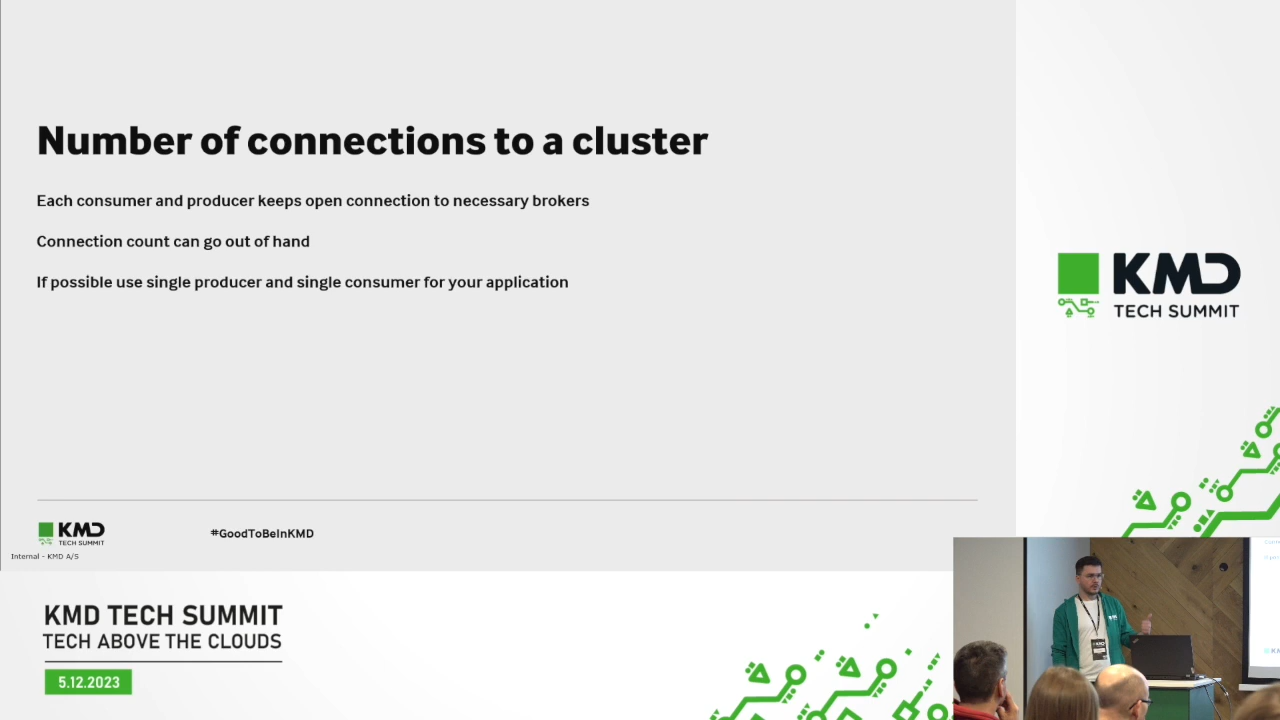 Number of connections to a cluster
Each consumer and producer keeps open connection to necessary brokers
Connection count can go out of hand
If possible use single producer and single consumer for your application
KMD
TECH SUMMIT
KMD
TECH SUMMIT
#GoodToBeInKMD
Internal - KMD A/S
KMD TECH SUMMIT
TECH ABOVE THE CLOUDS
5.12.2023